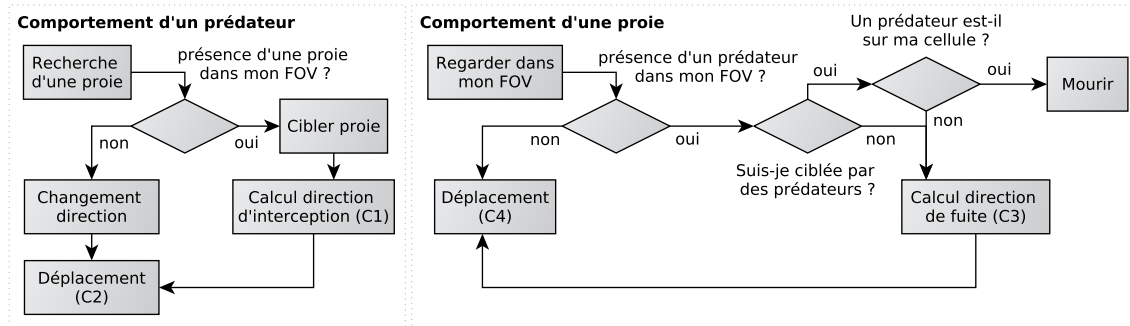 Comportement d'un prédateur
Recherche
d'une proie
présence d'une proie
dans mon FOV ?
non
oui
Cibler proie
Changement
direction
Calcul direction
d'interception (C1)
Déplacement
(C2)
Comportement d'une proie
Regarder dans
mon FOV
présence d'un prédateur
dans mon FOV ?
non
oui
Suis-je ciblée par
des prédateurs ?
oui
non
Un prédateur est-il
sur ma cellule ?
oui
non
Mourir
Déplacement
(C4)
Calcul direction
de fuite (C3)